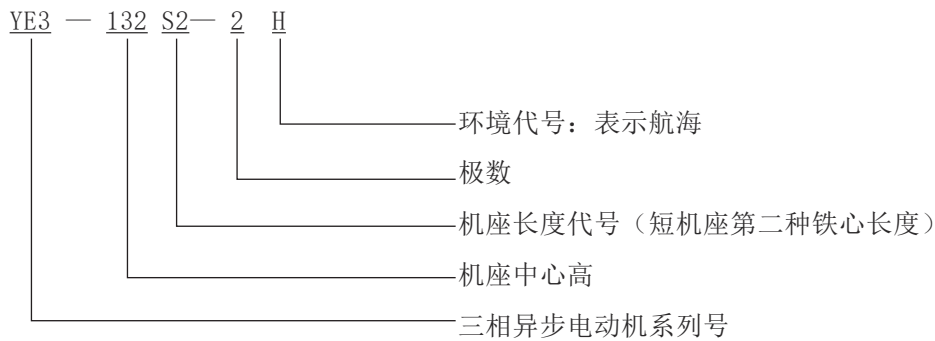 YE3 — 132 S2— 2 H
环境代号：表示航海
极数
机座长度代号（短机座第二种铁心长度）
机座中心高
三相异步电动机系列号